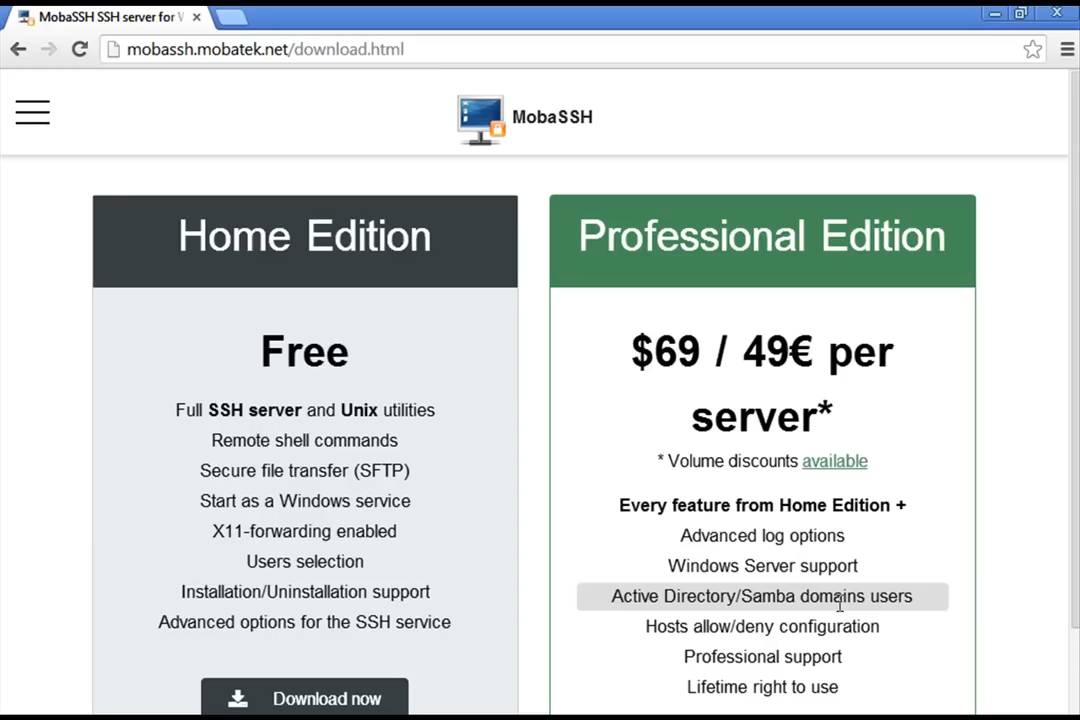 MobaSSH SSH server for W
mobassh.mobatek.net/download.html
MobaSSH
Home Edition
Free
Full SSH server and Unix utilities
Remote shell commands
Secure file transfer (SFTP)
Start as a Windows service
X11-forwarding enabled
Users selection
Installation/Uninstallation support
Advanced options for the SSH service
Download now
Professional Edition
$69 / 49€ per
server*
* Volume discounts available
Every feature from Home Edition +
Advanced log options
Windows Server support
Active Directory/Samba domains users
Hosts allow/deny configuration
Professional support
Lifetime right to use